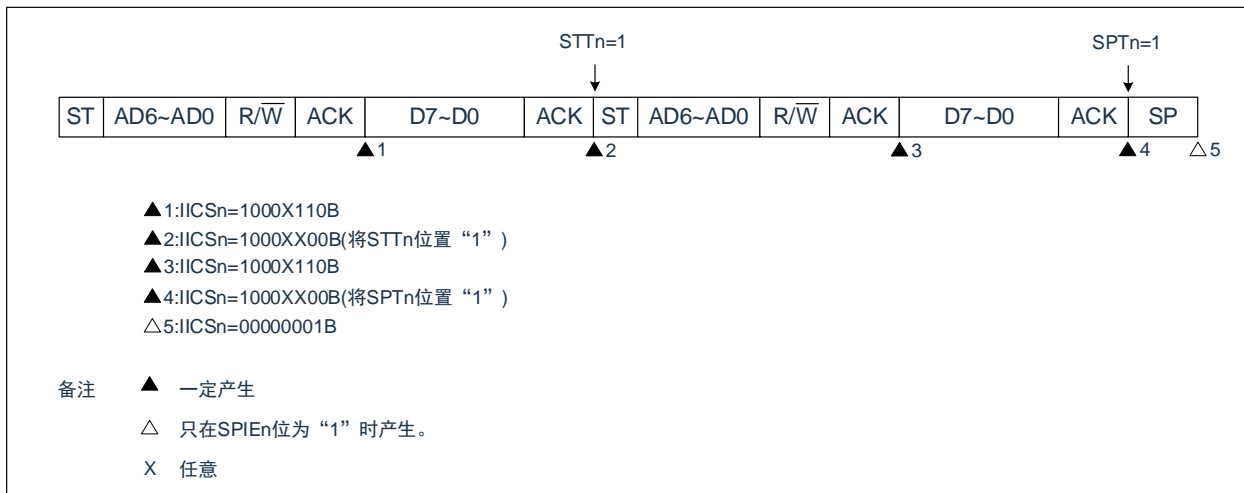 STTn=1 SPTn=1
ST AD6~AD0 R/W̅ ACK D7~D0 ACK ST AD6~AD0 R/W̅ ACK D7~D0 ACK SP
▲1 ▲2 ▲3 ▲4 △5
▲1:IICSn=1000X110B
▲2:IICSn=1000XX00B(将STTn位置“1”)
▲3:IICSn=1000X110B
▲4:IICSn=1000XX00B(将SPTn位置“1”)
△5:IICSn=00000001B
备注 ▲ 一定产生
△ 只在SPIEn位为“1”时产生。
X 任意